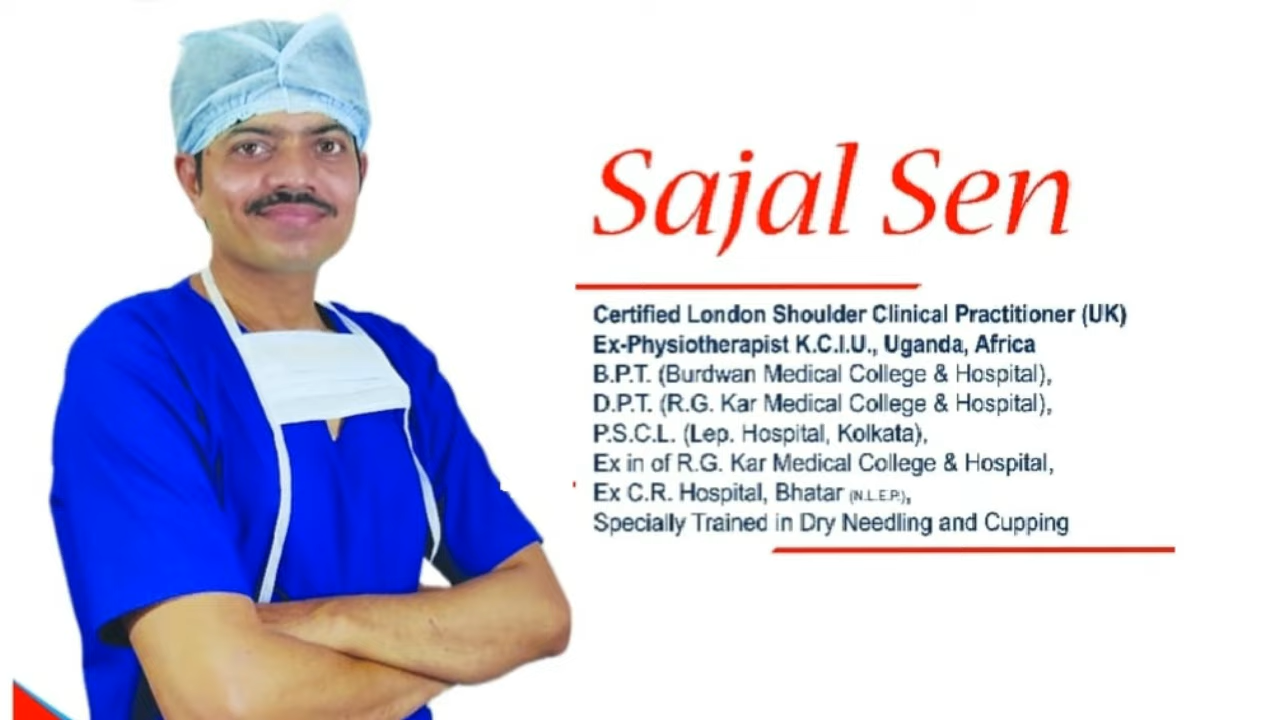 Sajal Sen
Certified London Shoulder Clinical Practitioner (UK)
Ex-Physiotherapist K.C.I.U., Uganda, Africa
B.P.T. (Burdwan Medical College & Hospital),
D.P.T. (R.G. Kar Medical College & Hospital),
P.S.C.L. (Lep. Hospital, Kolkata),
Ex in of R.G. Kar Medical College & Hospital,
Ex C.R. Hospital, Bhatar (N.L.E.P.),
Specially Trained in Dry Needling and Cupping